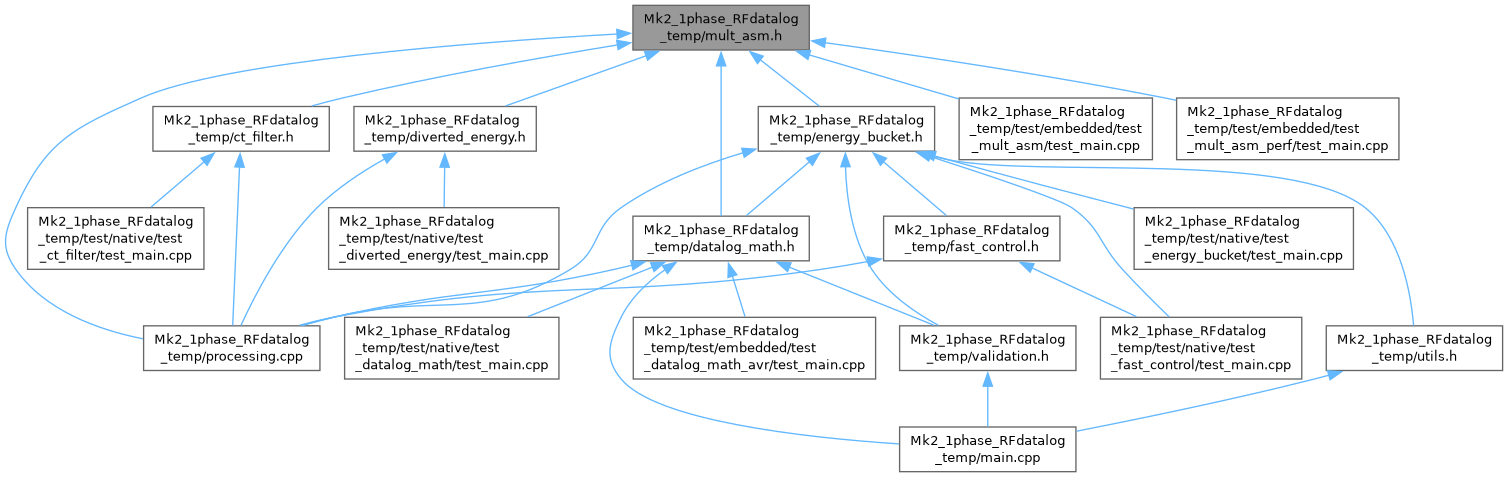 Mk2_1phase_RFdatalog
_temp/mult_asm.h
Mk2_1phase_RFdatalog
_temp/ct_filter.h
Mk2_1phase_RFdatalog
_temp/diverted_energy.h
Mk2_1phase_RFdatalog
_temp/energy_bucket.h
Mk2_1phase_RFdatalog
_temp/test/embedded/test
_mult_asm/test_main.cpp
Mk2_1phase_RFdatalog
_temp/test/embedded/test
_mult_asm_perf/test_main.cpp
Mk2_1phase_RFdatalog
_temp/test/native/test
_ct_filter/test_main.cpp
Mk2_1phase_RFdatalog
_temp/test/native/test
_diverted_energy/test_main.cpp
Mk2_1phase_RFdatalog
_temp/datalog_math.h
Mk2_1phase_RFdatalog
_temp/fast_control.h
Mk2_1phase_RFdatalog
_temp/test/native/test
_energy_bucket/test_main.cpp
Mk2_1phase_RFdatalog
_temp/processing.cpp
Mk2_1phase_RFdatalog
_temp/test/native/test
_datalog_math/test_main.cpp
Mk2_1phase_RFdatalog
_temp/test/embedded/test
_datalog_math_avr/test_main.cpp
Mk2_1phase_RFdatalog
_temp/validation.h
Mk2_1phase_RFdatalog
_temp/test/native/test
_fast_control/test_main.cpp
Mk2_1phase_RFdatalog
_temp/utils.h
Mk2_1phase_RFdatalog
_temp/main.cpp